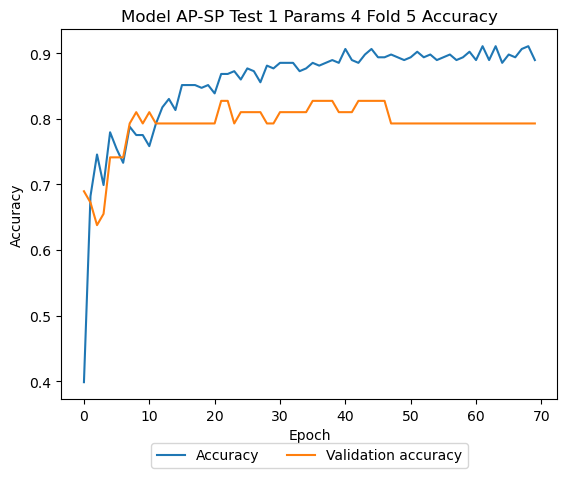 Model AP-SP Test 1 Params 4 Fold 5 Accuracy
0.9
0.8
0.7
0.6
0.5
0.4
Accuracy
0 10 20 30 40 50 60 70
Epoch
Accuracy Validation accuracy